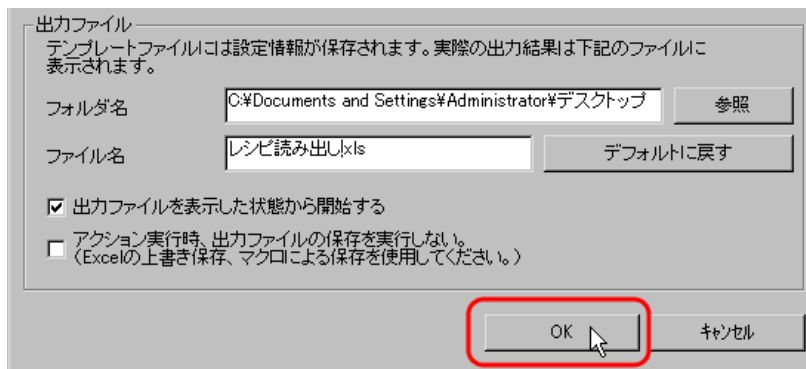 出力ファイル
テンプレートファイルには設定情報が保存されます。実際の出力結果は下記のファイルに
表示されます。
フォルダ名 C:¥Documents and Settings¥Administrator¥デスクトップ 参照
ファイル名 レシピ読み出し.xls デフォルトに戻す
出力ファイルを表示した状態から開始する
アクション実行時、出力ファイルの保存を実行しない。
(Excelの上書き保存、マクロによる保存を使用してください。)
OK キャンセル